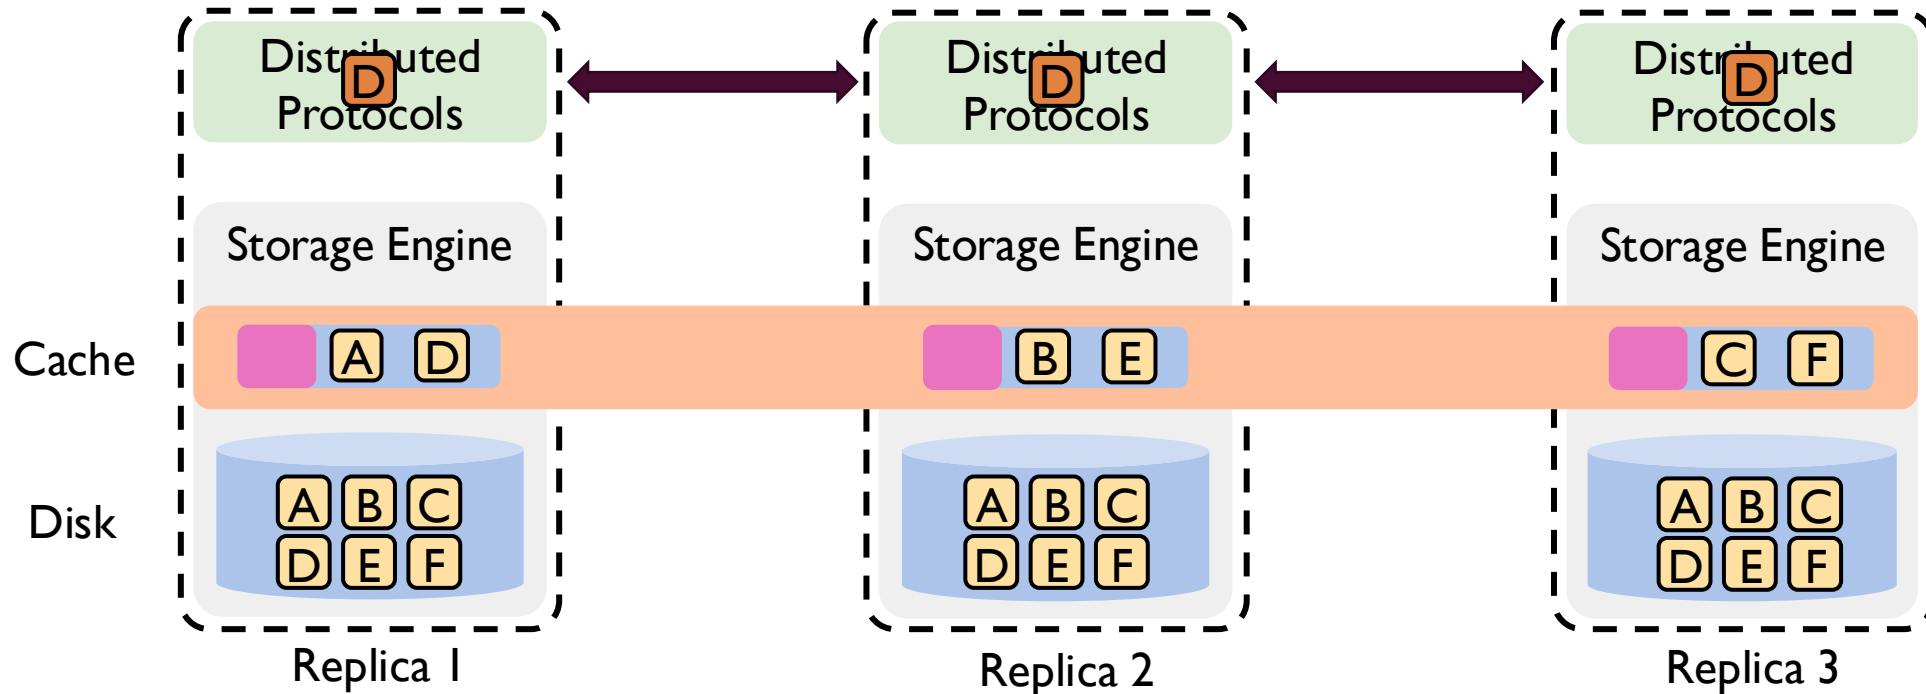 Distributed
Protocols
D
Distributed
Protocols
D
Distributed
Protocols
D
Storage Engine
Storage Engine
Storage Engine
Cache
A D
B E
C F
Disk
A B C
D E F
A B C
D E F
A B C
D E F
Replica 1
Replica 2
Replica 3